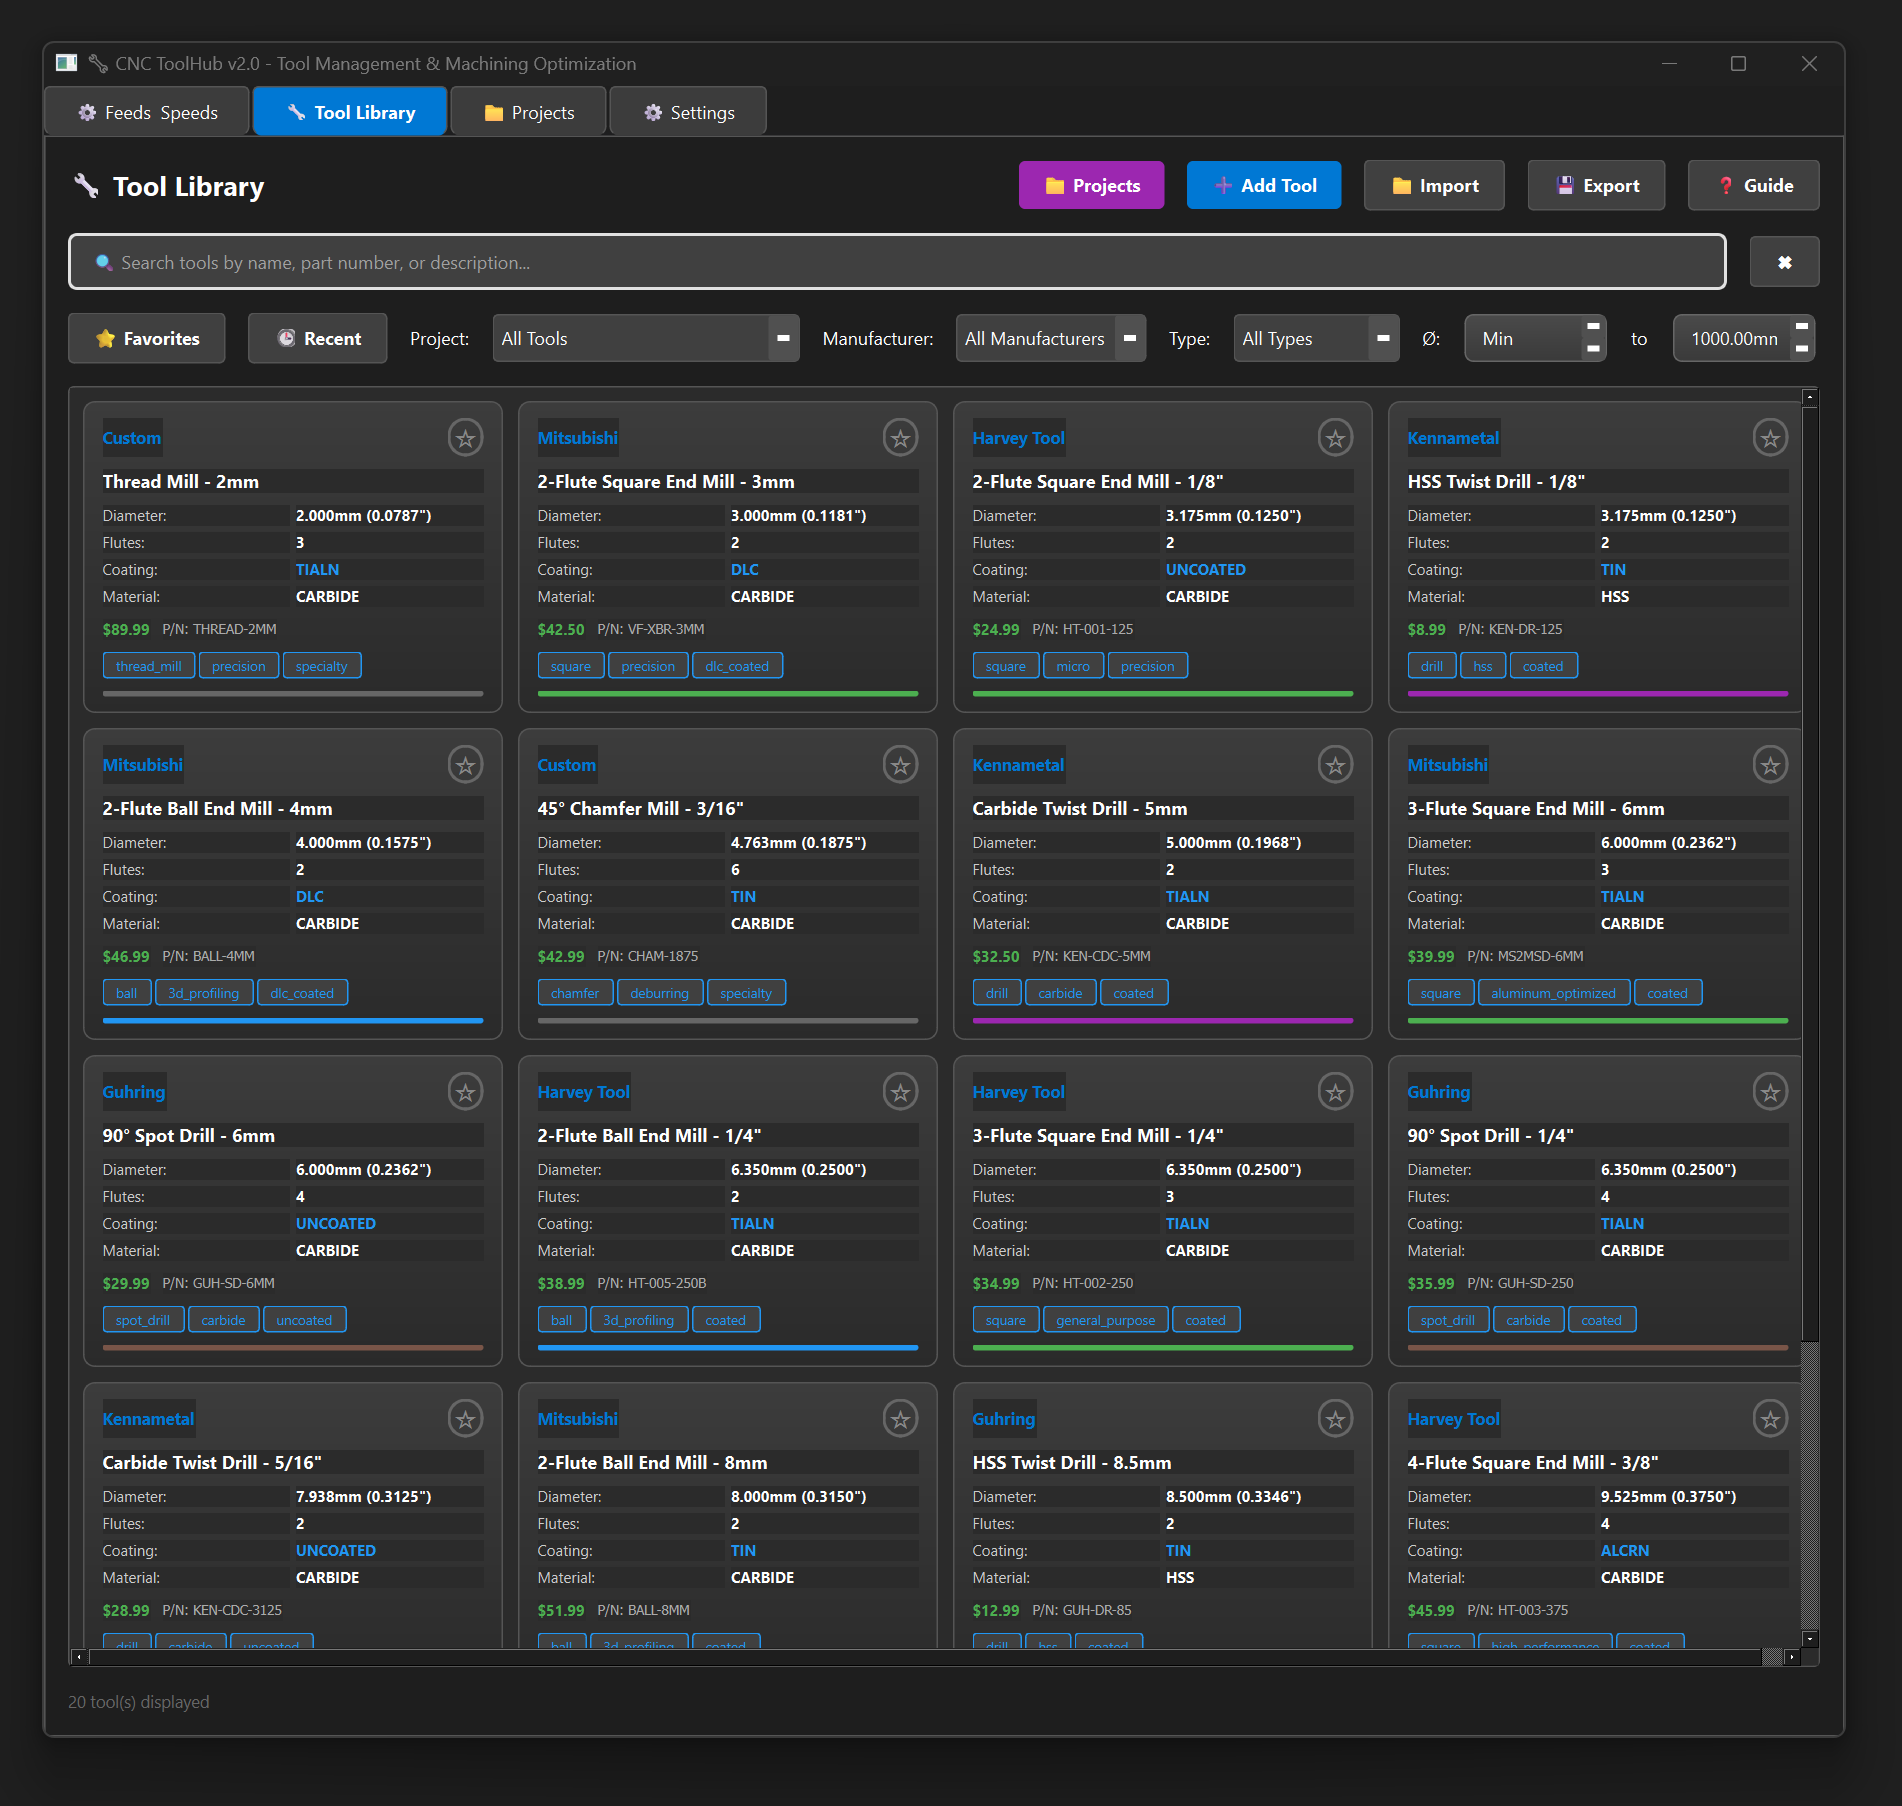 CNC ToolHub v2.0 - Tool Management & Machining Optimization
Feeds Speeds Tool Library Projects Settings
Tool Library Projects Add Tool Import Export Guide
Search tools by name, part number, or description...
Favorites Recent Project: All Tools Manufacturer: All Manufacturers Type: All Types Ø: Min to 1000.00mn
Custom
Thread Mill - 2mm
Diameter: 2.000mm (0.0787")
Flutes: 3
Coating: TIALN
Material: CARBIDE
$89.99 P/N: THREAD-2MM
thread_mill precision specialty
Mitsubishi
2-Flute Square End Mill - 3mm
Diameter: 3.000mm (0.1181")
Flutes: 2
Coating: DLC
Material: CARBIDE
$42.50 P/N: VF-XBR-3MM
square precision dlc_coated
Harvey Tool
2-Flute Square End Mill - 1/8"
Diameter: 3.175mm (0.1250")
Flutes: 2
Coating: UNCOATED
Material: CARBIDE
$24.99 P/N: HT-001-125
square micro precision
Kennametal
HSS Twist Drill - 1/8"
Diameter: 3.175mm (0.1250")
Flutes: 2
Coating: TIN
Material: HSS
$8.99 P/N: KEN-DR-125
drill hss coated
Mitsubishi
2-Flute Ball End Mill - 4mm
Diameter: 4.000mm (0.1575")
Flutes: 2
Coating: DLC
Material: CARBIDE
$46.99 P/N: BALL-4MM
ball 3d_profiling dlc_coated
Custom
45° Chamfer Mill - 3/16"
Diameter: 4.763mm (0.1875")
Flutes: 6
Coating: TIN
Material: CARBIDE
$42.99 P/N: CHAM-1875
chamfer deburring specialty
Kennametal
Carbide Twist Drill - 5mm
Diameter: 5.000mm (0.1968")
Flutes: 2
Coating: TIALN
Material: CARBIDE
$32.50 P/N: KEN-CDC-5MM
drill carbide coated
Mitsubishi
3-Flute Square End Mill - 6mm
Diameter: 6.000mm (0.2362")
Flutes: 3
Coating: TIALN
Material: CARBIDE
$39.99 P/N: MS2MSD-6MM
square aluminum_optimized coated
Guhring
90° Spot Drill - 6mm
Diameter: 6.000mm (0.2362")
Flutes: 4
Coating: UNCOATED
Material: CARBIDE
$29.99 P/N: GUH-SD-6MM
spot_drill carbide uncoated
Harvey Tool
2-Flute Ball End Mill - 1/4"
Diameter: 6.350mm (0.2500")
Flutes: 2
Coating: TIALN
Material: CARBIDE
$38.99 P/N: HT-005-250B
ball 3d_profiling coated
Harvey Tool
3-Flute Square End Mill - 1/4"
Diameter: 6.350mm (0.2500")
Flutes: 3
Coating: TIALN
Material: CARBIDE
$34.99 P/N: HT-002-250
square general_purpose coated
Guhring
90° Spot Drill - 1/4"
Diameter: 6.350mm (0.2500")
Flutes: 4
Coating: TIALN
Material: CARBIDE
$35.99 P/N: GUH-SD-250
spot_drill carbide coated
Kennametal
Carbide Twist Drill - 5/16"
Diameter: 7.938mm (0.3125")
Flutes: 2
Coating: UNCOATED
Material: CARBIDE
$28.99 P/N: KEN-CDC-3125
drill carbide uncoated
Mitsubishi
2-Flute Ball End Mill - 8mm
Diameter: 8.000mm (0.3150")
Flutes: 2
Coating: TIN
Material: CARBIDE
$51.99 P/N: BALL-8MM
ball 3d_profiling coated
Guhring
HSS Twist Drill - 8.5mm
Diameter: 8.500mm (0.3346")
Flutes: 2
Coating: TIN
Material: HSS
$12.99 P/N: GUH-DR-85
drill hss coated
Harvey Tool
4-Flute Square End Mill - 3/8"
Diameter: 9.525mm (0.3750")
Flutes: 4
Coating: ALCRN
Material: CARBIDE
$45.99 P/N: HT-003-375
square high_performance coated
20 tool(s) displayed